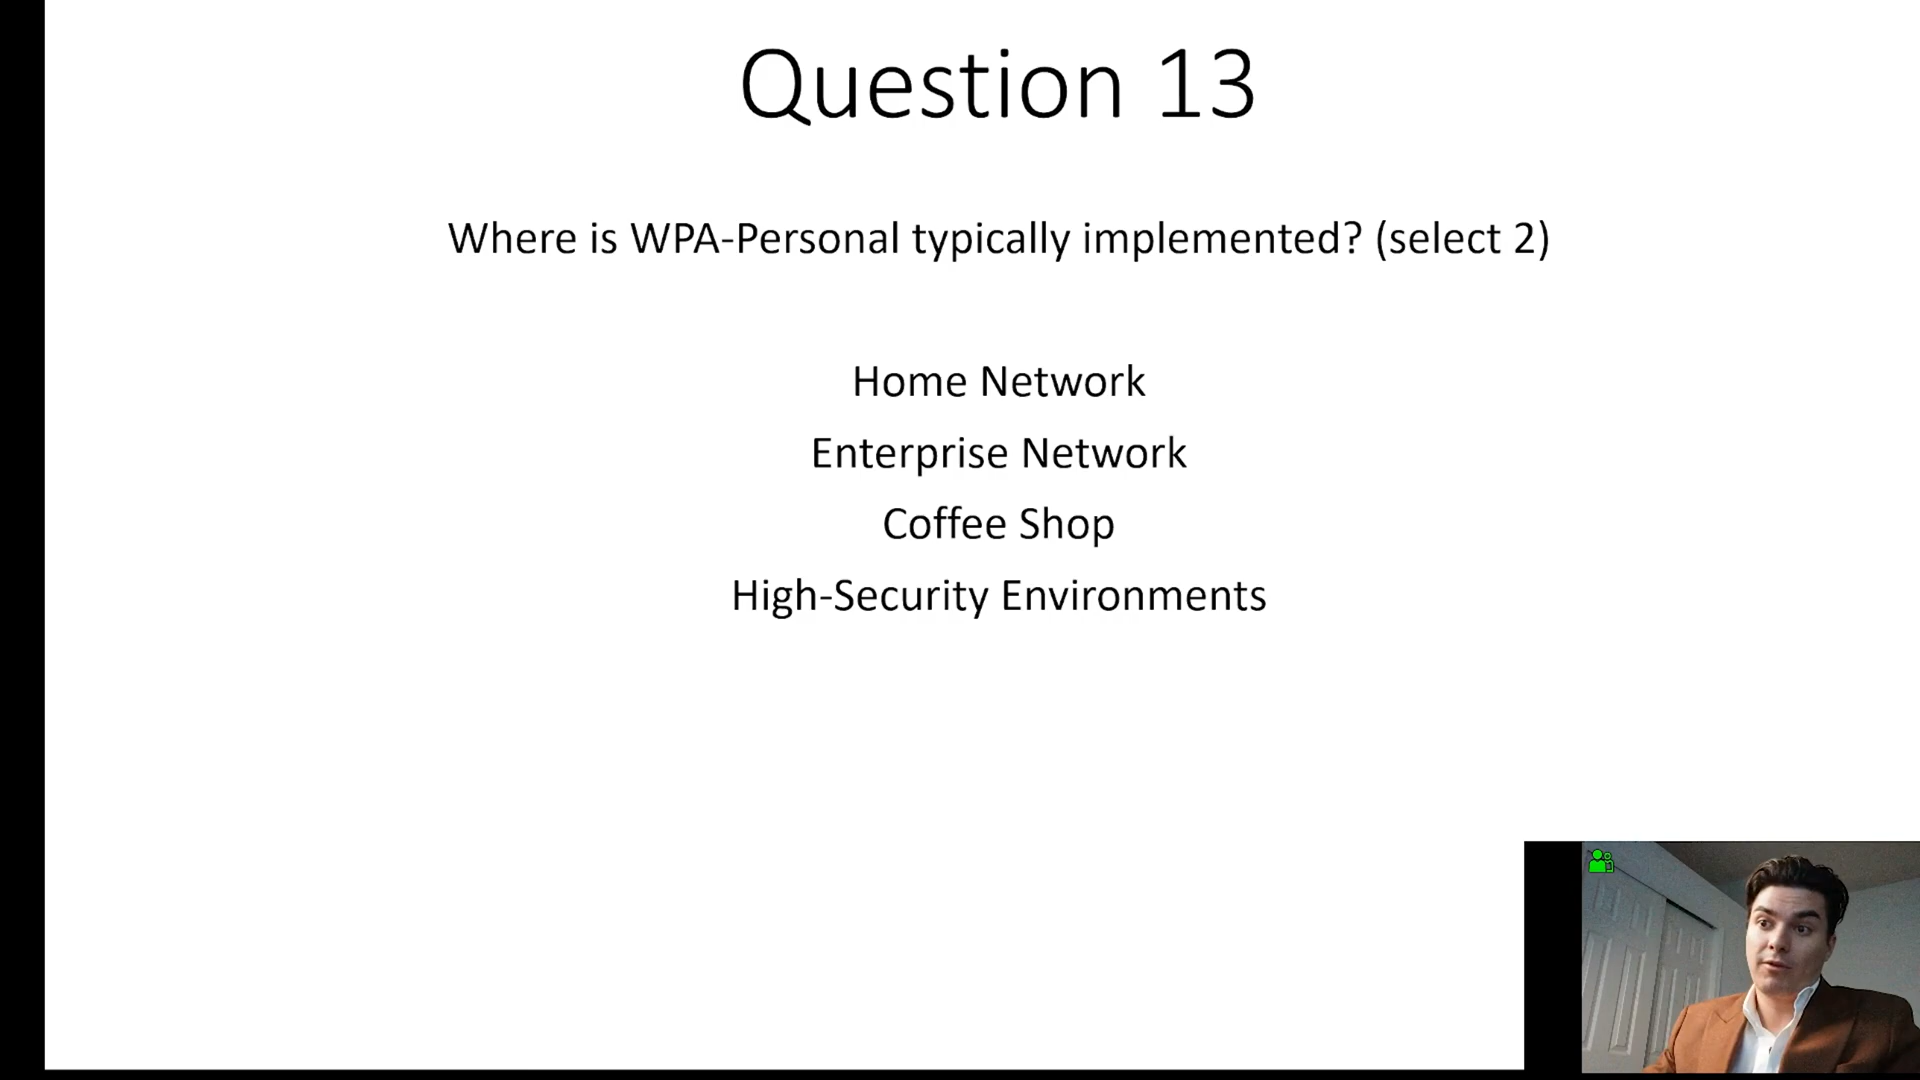 Question 13
Where is WPA-Personal typically implemented? (select 2)
Home Network
Enterprise Network
Coffee Shop
High-Security Environments